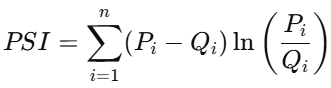 PSI = \sum_{i=1}^{n} (P_i - Q_i) \ln \left( \frac{P_i}{Q_i} \right)